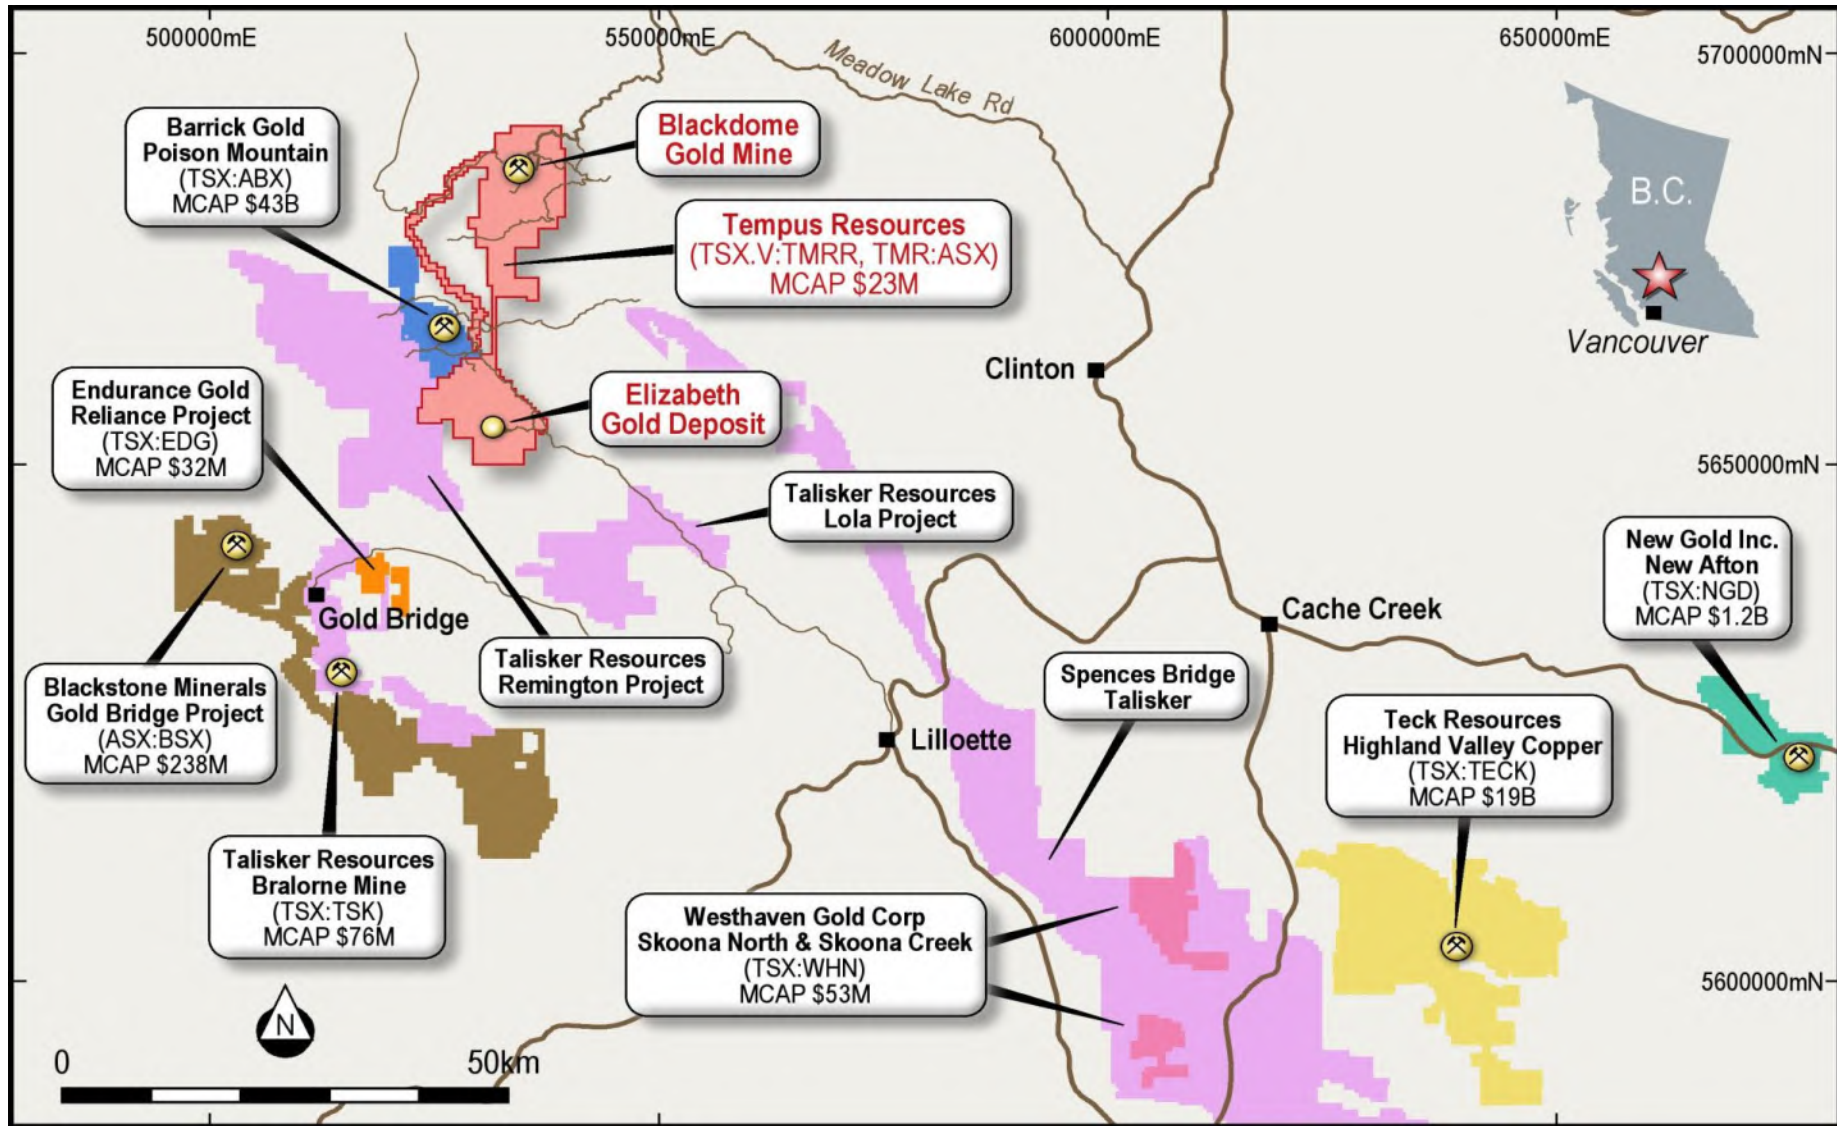 500000mE
550000mE
600000mE
650000mE
5700000mN
Meadow Lake Rd
Barrick Gold
Poison Mountain
(TSX:ABX)
MCAP $43B
Blackdome
Gold Mine
Tempus Resources
(TSX.V:TMRR, TMR:ASX)
MCAP $23M
B.C.
Vancouver
Clinton
Endurance Gold
Reliance Project
(TSX:EDG)
MCAP $32M
Elizabeth
Gold Deposit
5650000mN
Talisker Resources
Lola Project
New Gold Inc.
New Afton
(TSX:NGD)
MCAP $1.2B
Gold Bridge
Cache Creek
Talisker Resources
Remington Project
Spences Bridge
Talisker
Blackstone Minerals
Gold Bridge Project
(ASX:BSX)
MCAP $238M
Lilloette
Teck Resources
Highland Valley Copper
(TSX:TECK)
MCAP $19B
Talisker Resources
Bralorne Mine
(TSX:TSK)
MCAP $76M
Westhaven Gold Corp
Skoona North & Skoona Creek
(TSX:WHN)
MCAP $53M
5600000mN
N
0
50km